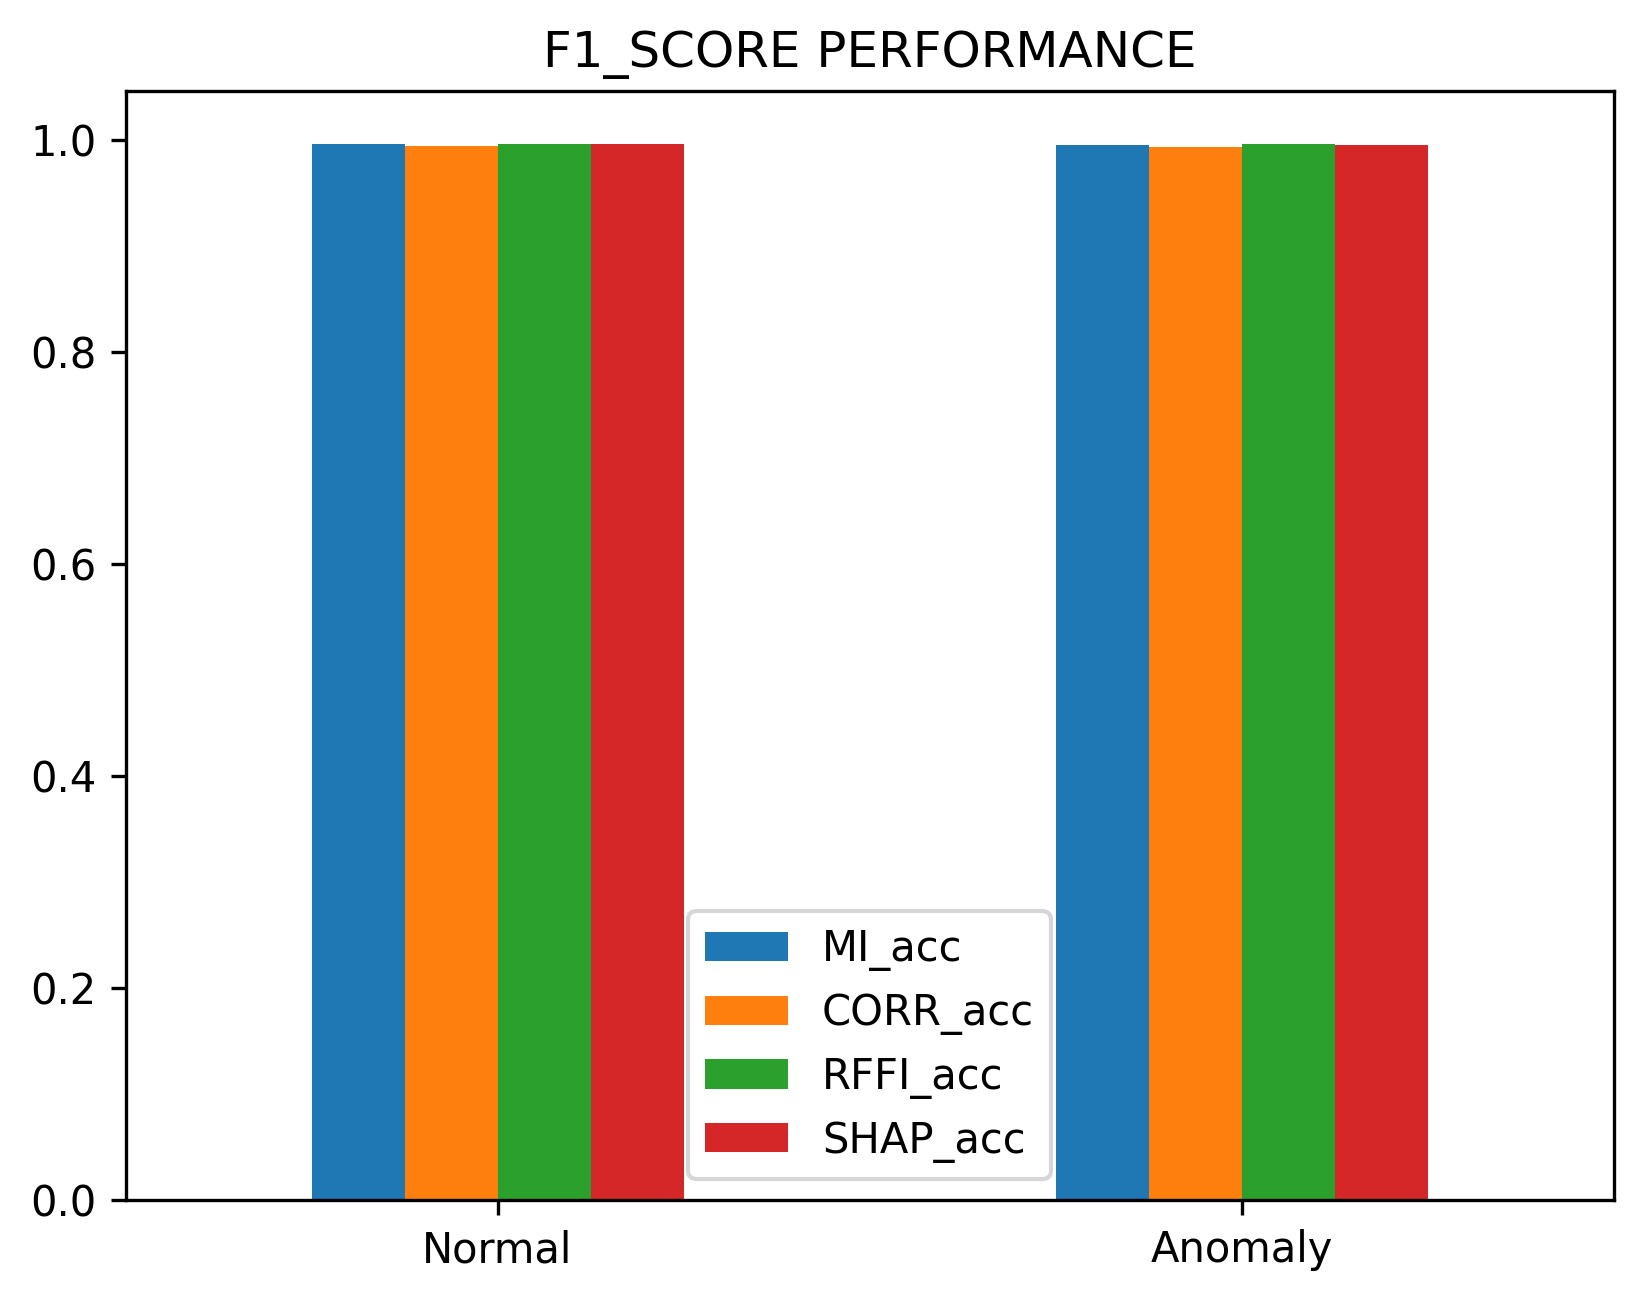 F1_SCORE PERFORMANCE
1.0
0.8
0.6
0.4
0.2
0.0
MI_acc
CORR_acc
RFFI_acc
SHAP_acc
Normal
Anomaly